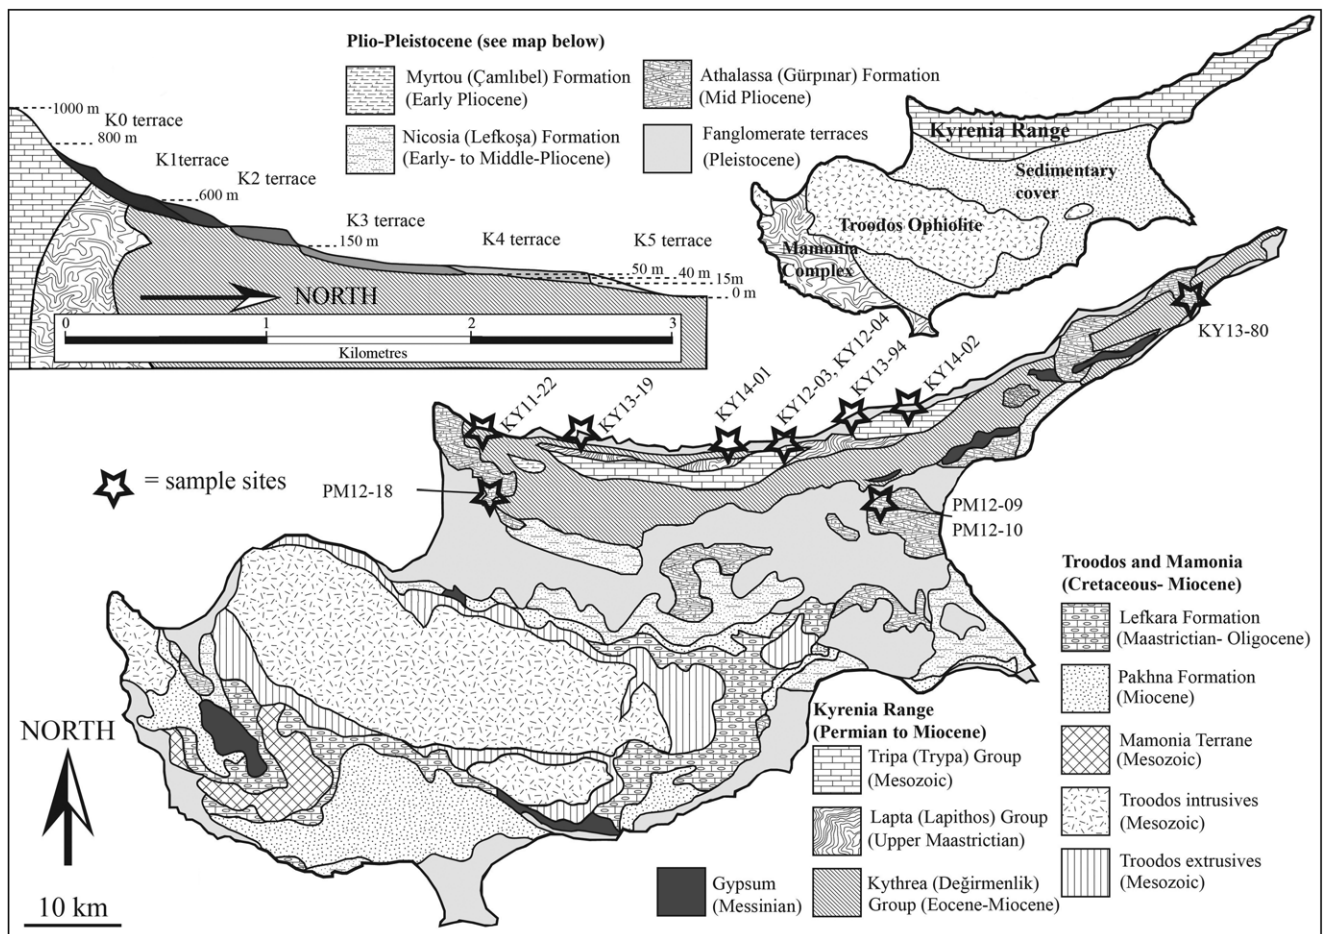 Plio-Pleistocene (see map below)
Myrtou (Çamlıbel) Formation
(Early Pliocene)
Nicosia (Lefkoşa) Formation
(Early- to Middle-Pliocene)
Athalassa (Gürpınar) Formation
(Mid Pliocene)
Fanglomerate terraces
(Pleistocene)
1000 m
K0 terrace
800 m
K1terrace
K2 terrace
600 m
K3 terrace
150 m
K4 terrace
K5 terrace
50 m
40 m
15m
0 m
NORTH
0
1
2
3
Kilometres
Kyrenia Range
Sedimentary
cover
Troodos Ophiolite
Mamonia
Complex
KY11-22
KY13-19
KY14-01
KY12-03, KY12-04
KY13-94
KY14-02
KY13-80
= sample sites
PM12-18
PM12-09
PM12-10
Troodos and Mamonia
(Cretaceous- Miocene)
Lefkara Formation
(Maastrictian- Oligocene)
Pakhna Formation
(Miocene)
Mamonia Terrane
(Mesozoic)
Troodos intrusives
(Mesozoic)
Troodos extrusives
(Mesozoic)
Kyrenia Range
(Permian to Miocene)
Tripa (Trypa) Group
(Mesozoic)
Lapta (Lapithos) Group
(Upper Maastrictian)
Kythrea (Değirmenlik)
Group (Eocene-Miocene)
Gypsum
(Messinian)
NORTH
10 km